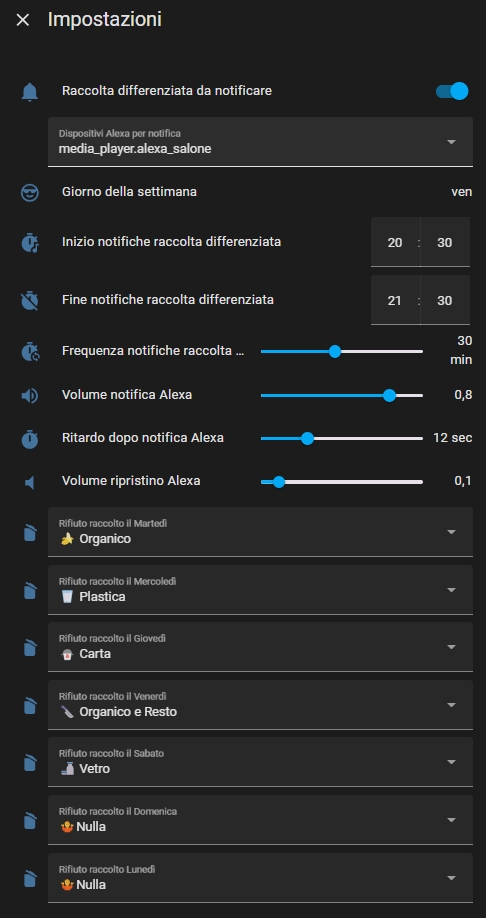 Impostazioni
Raccolta differenziata da notificare
Dispositivi Alexa per notifica
media_player.alexa_salone
Giorno della settimana ven
Inizio notifiche raccolta differenziata 20 : 30
Fine notifiche raccolta differenziata 21 : 30
Frequenza notifiche raccolta ... 30 min
Volume notifica Alexa 0,8
Ritardo dopo notifica Alexa 12 sec
Volume ripristino Alexa 0,1
Rifiuto raccolto il Martedì
🍌 Organico
Rifiuto raccolto il Mercoledì
Plastica
Rifiuto raccolto il Giovedì
Carta
Rifiuto raccolto il Venerdì
Organico e Resto
Rifiuto raccolto il Sabato
Vetro
Rifiuto raccolto il Domenica
Nulla
Rifiuto raccolto Lunedì
Nulla